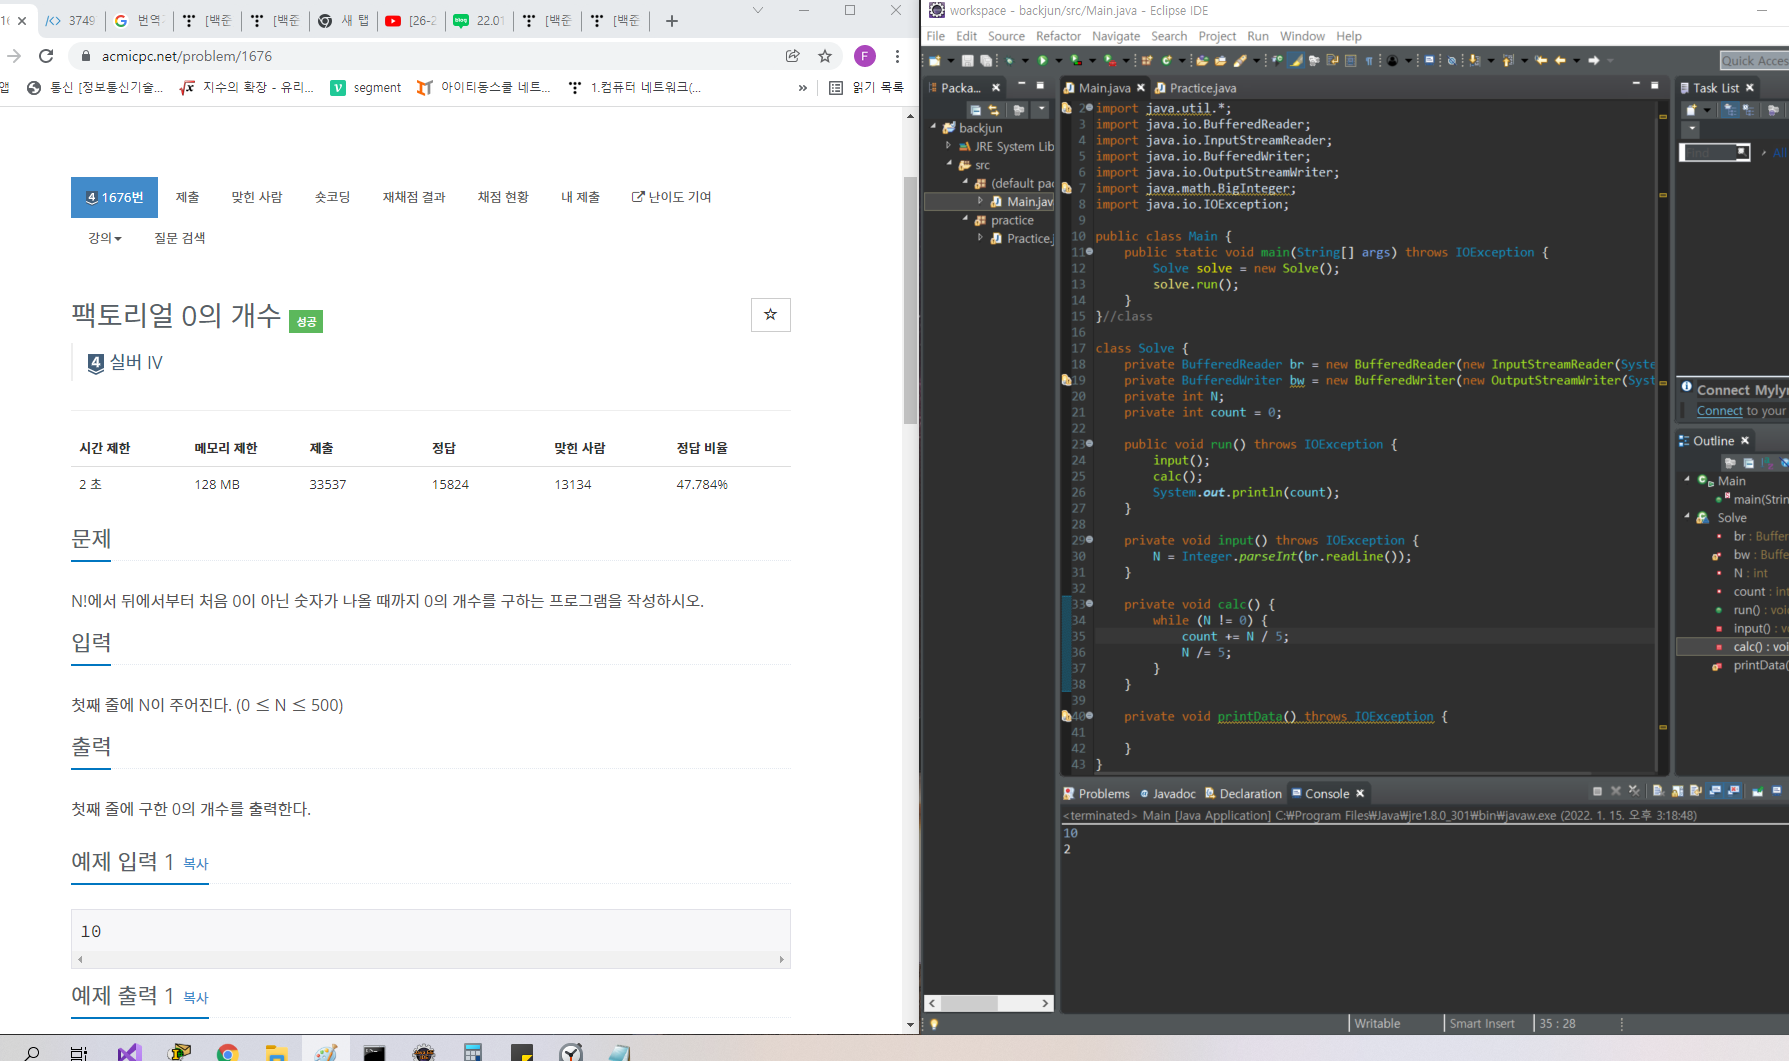 16
3749
번역
[백준
[백준
새 탭
[26-2
22.01
[백준
[백준
acmicpc.net/problem/1676
F
앱
통신 [정보통신기술...
지수의 확장 - 유리...
segment
아이티동스쿨 네트...
1.컴퓨터 네트워크(...
»
읽기 목록
1676번
제출
맞힌 사람
숏코딩
재채점 결과
채점 현황
내 제출
난이도 기여
강의
질문 검색
팩토리얼 0의 개수 성공
4 실버 IV
시간 제한 메모리 제한 제출 정답 맞힌 사람 정답 비율
2 초 128 MB 33537 15824 13134 47.784%
문제
N!에서 뒤에서부터 처음 0이 아닌 숫자가 나올 때까지 0의 개수를 구하는 프로그램을 작성하시오.
입력
첫째 줄에 N이 주어진다. (0 ≤ N ≤ 500)
출력
첫째 줄에 구한 0의 개수를 출력한다.
예제 입력 1 복사
10
예제 출력 1 복사
workspace - backjun/src/Main.java - Eclipse IDE
File Edit Source Refactor Navigate Search Project Run Window Help
Quick Acces
Packa...
backjun
JRE System Lib
src
(default pac
Main.jav
practice
Practice.j
Main.java
Practice.java
2 import java.util.*;
3 import java.io.BufferedReader;
4 import java.io.InputStreamReader;
5 import java.io.BufferedWriter;
6 import java.io.OutputStreamWriter;
7 import java.math.BigInteger;
8 import java.io.IOException;
9
10 public class Main {
11 public static void main(String[] args) throws IOException {
12 Solve solve = new Solve();
13 solve.run();
14 }
15 }//class
16
17 class Solve {
18 private BufferedReader br = new BufferedReader(new InputStreamReader(Syste
19 private BufferedWriter bw = new BufferedWriter(new OutputStreamWriter(Syst
20 private int N;
21 private int count = 0;
22
23 public void run() throws IOException {
24 input();
25 calc();
26 System.out.println(count);
27 }
28
29 private void input() throws IOException {
30 N = Integer.parseInt(br.readLine());
31 }
32
33 private void calc() {
34 while (N != 0) {
35 count += N / 5;
36 N /= 5;
37 }
38 }
39
40 private void printData() throws IOException {
41
42 }
43 }
Task List
Find
All
Connect Mylyn
Connect to your
Outline
Main
main(Strin
Solve
br : Buffer
bw : Buffe
N : int
count : int
run() : void
input() : vo
calc() : voi
printData(
Problems
Javadoc
Declaration
Console
<terminated> Main [Java Application] C:₩Program Files₩Java₩jre1.8.0_301₩bin₩javaw.exe (2022. 1. 15. 오후 3:18:48)
10
2
Writable
Smart Insert
35 : 28